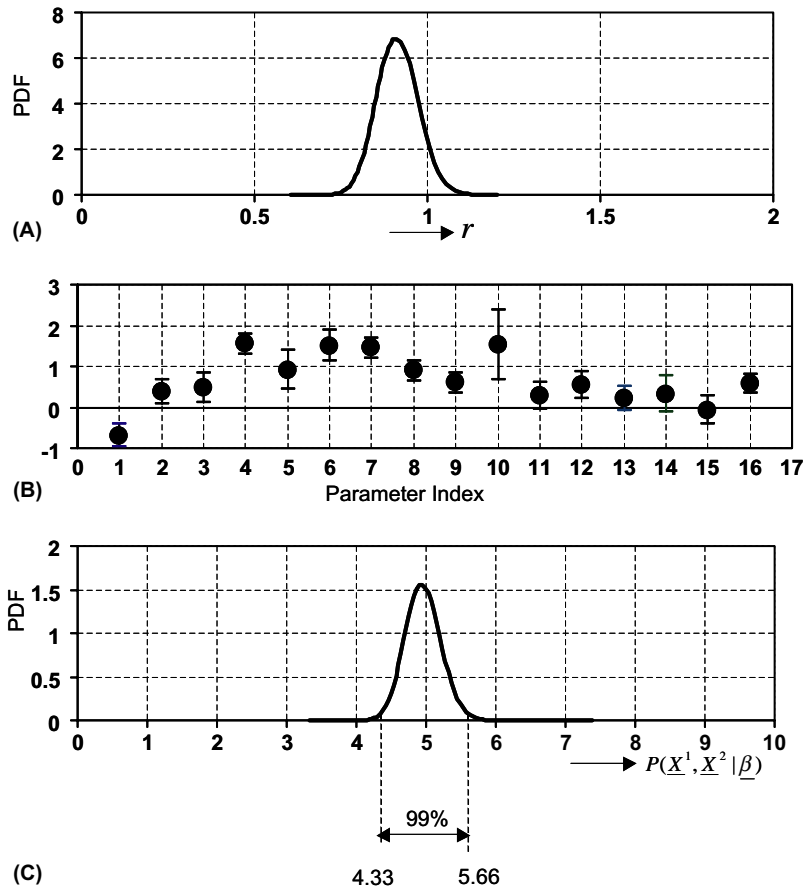 8
6
PDF
4
2
0
0 0.5 1 1.5 2
(A)
r
3
2
1
0
-1
0 1 2 3 4 5 6 7 8 9 10 11 12 13 14 15 16 17
(B)
Parameter Index
2
1.5
PDF
1
0.5
0
0 1 2 3 4 5 6 7 8 9 10
P(X¹,X²|β)
99%
(C)
4.33 5.66